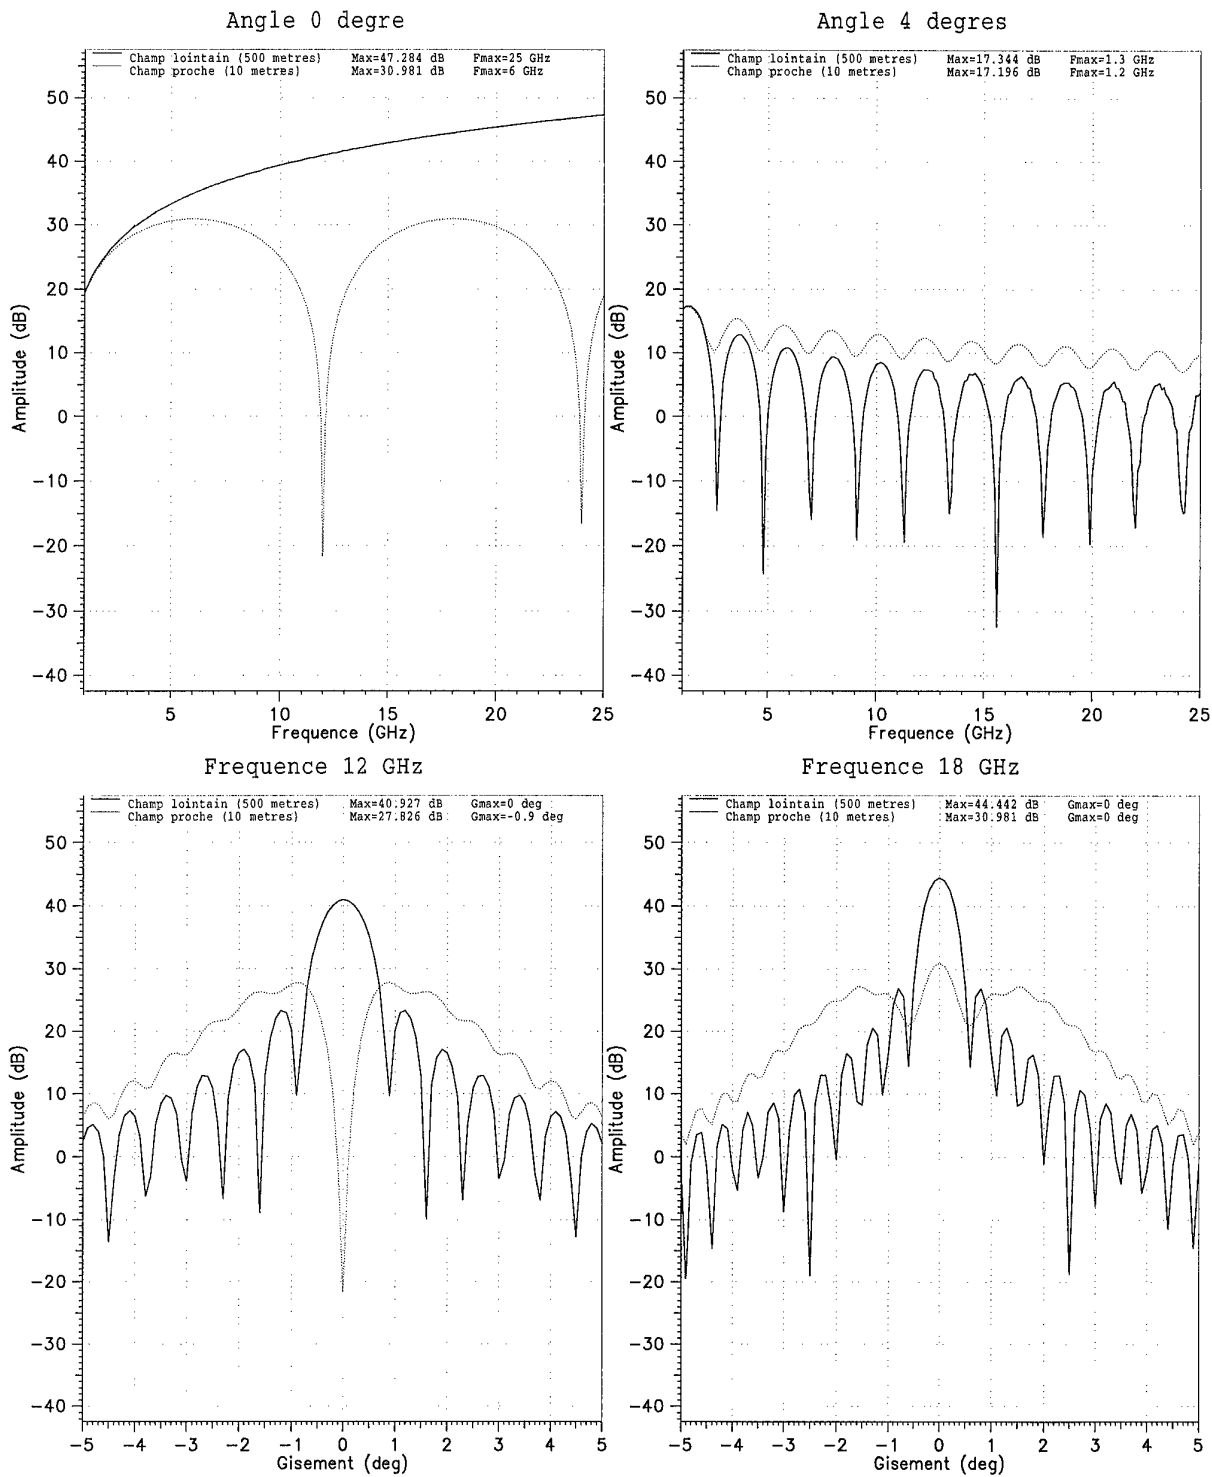 Angle 0 degre
Champ lointain (500 metres) Max=47.284 dB Fmax=25 GHz
Champ proche (10 metres) Max=30.981 dB Fmax=6 GHz
50
40
30
20
10
0
-10
-20
-30
-40
Amplitude (dB)
5 10 15 20 25
Frequence (GHz)
Angle 4 degres
Champ lointain (500 metres) Max=17.344 dB Fmax=1.3 GHz
Champ proche (10 metres) Max=17.196 dB Fmax=1.2 GHz
50
40
30
20
10
0
-10
-20
-30
-40
Amplitude (dB)
5 10 15 20 25
Frequence (GHz)
Frequence 12 GHz
Champ lointain (500 metres) Max=40.927 dB Gmax=0 deg
Champ proche (10 metres) Max=27.826 dB Gmax=-0.9 deg
50
40
30
20
10
0
-10
-20
-30
-40
Amplitude (dB)
-5 -4 -3 -2 -1 0 1 2 3 4 5
Gisement (deg)
Frequence 18 GHz
Champ lointain (500 metres) Max=44.442 dB Gmax=0 deg
Champ proche (10 metres) Max=30.981 dB Gmax=0 deg
50
40
30
20
10
0
-10
-20
-30
-40
Amplitude (dB)
-5 -4 -3 -2 -1 0 1 2 3 4 5
Gisement (deg)